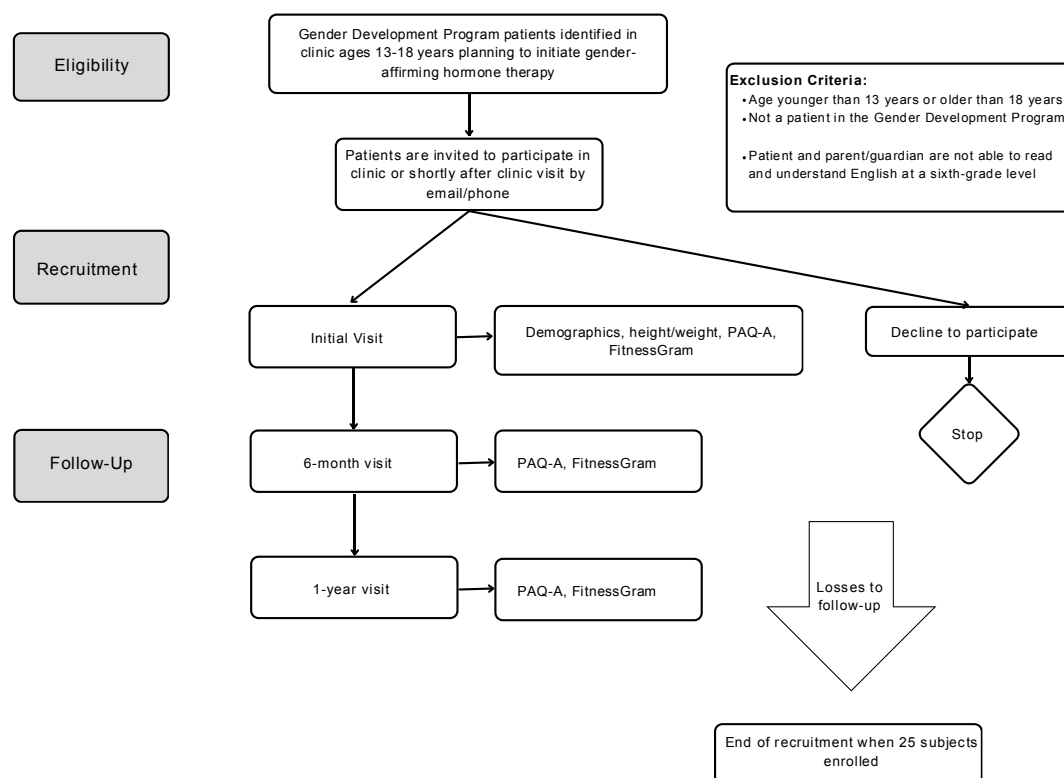 Eligibility
Gender Development Program patients identified in
clinic ages 13-18 years planning to initiate gender-
affirming hormone therapy
Exclusion Criteria:
• Age younger than 13 years or older than 18 years
• Not a patient in the Gender Development Program
• Patient and parent/guardian are not able to read
and understand English at a sixth-grade level
Patients are invited to participate in
clinic or shortly after clinic visit by
email/phone
Recruitment
Initial Visit
Demographics, height/weight, PAQ-A,
FitnessGram
Decline to participate
Stop
Follow-Up
6-month visit
PAQ-A, FitnessGram
1-year visit
PAQ-A, FitnessGram
Losses to
follow-up
End of recruitment when 25 subjects
enrolled